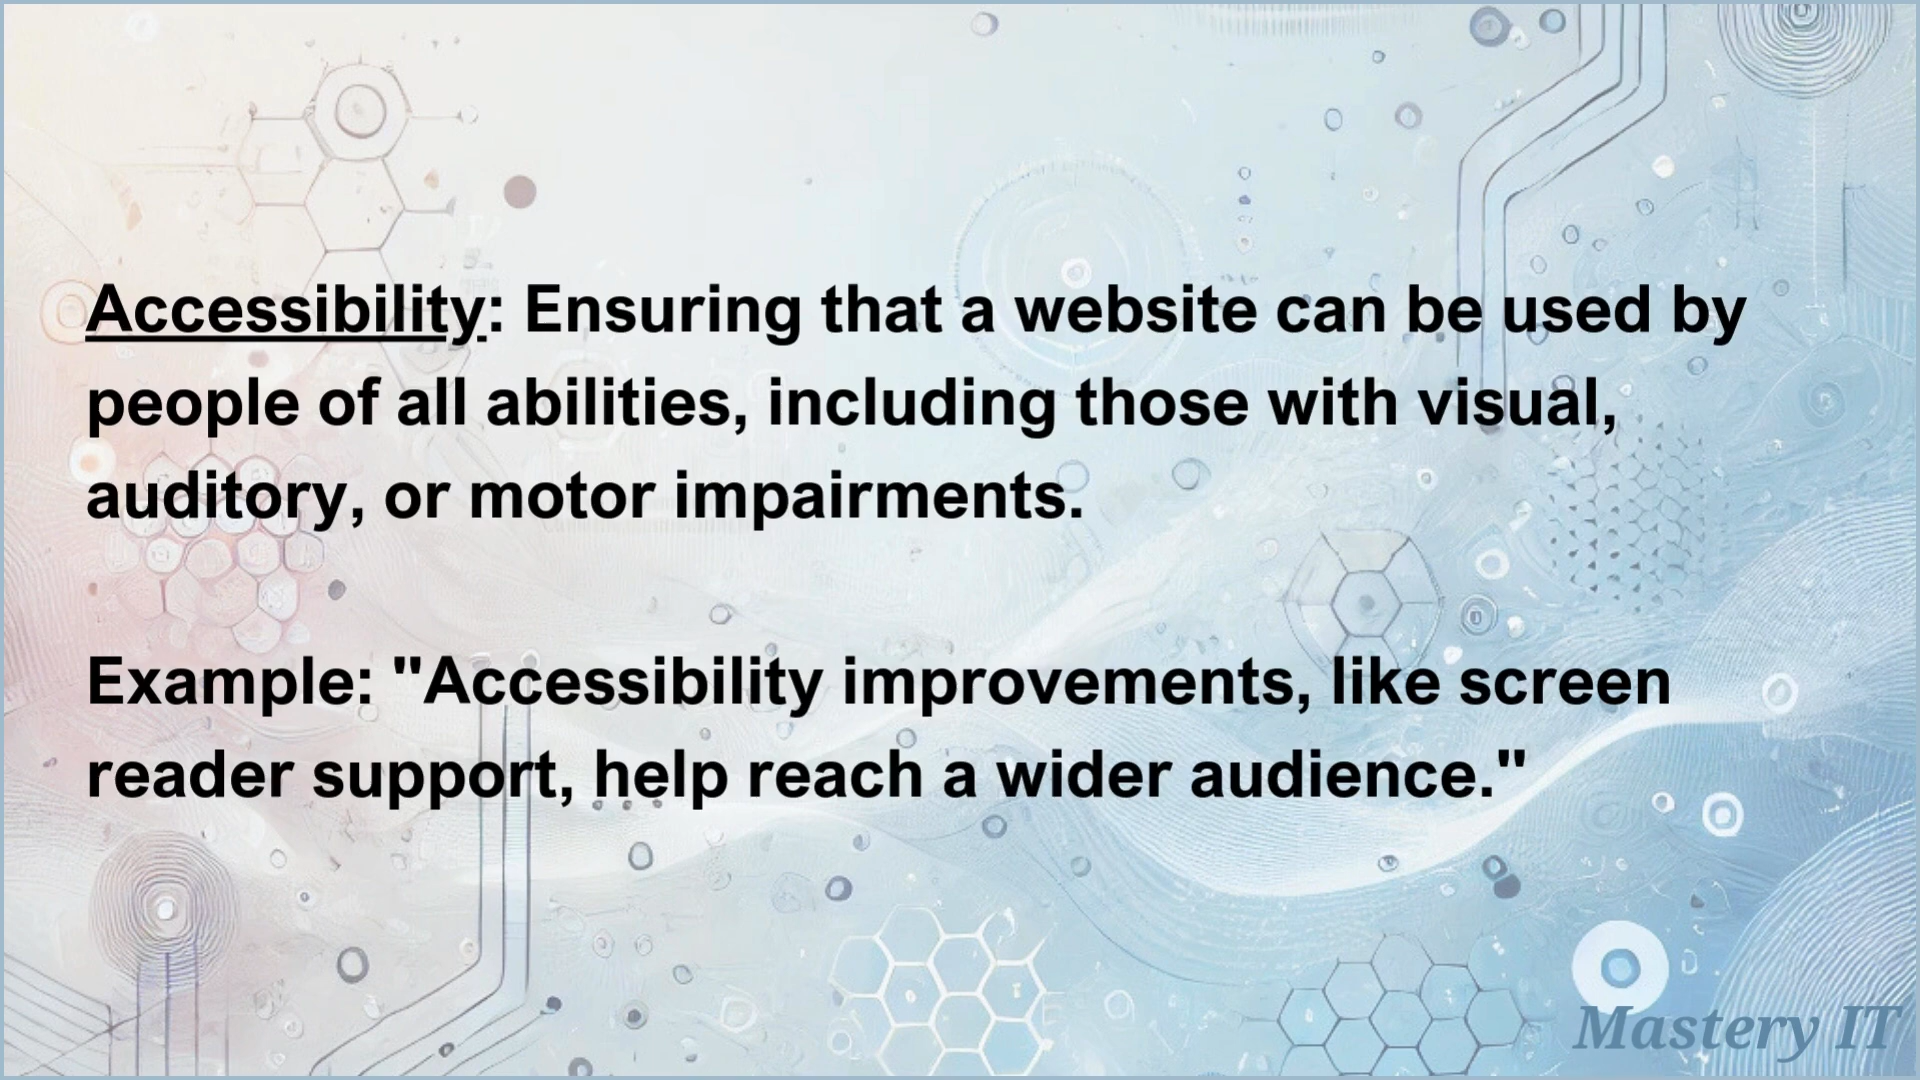 Accessibility: Ensuring that a website can be used by
people of all abilities, including those with visual,
auditory, or motor impairments.
Example: "Accessibility improvements, like screen
reader support, help reach a wider audience."
Mastery IT